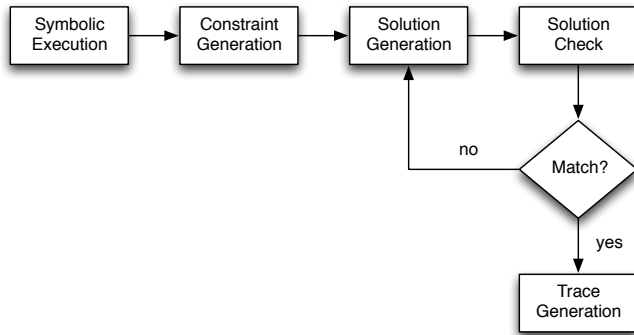 Symbolic
Execution
Constraint
Generation
Solution
Generation
Solution
Check
Match?
no
yes
Trace
Generation